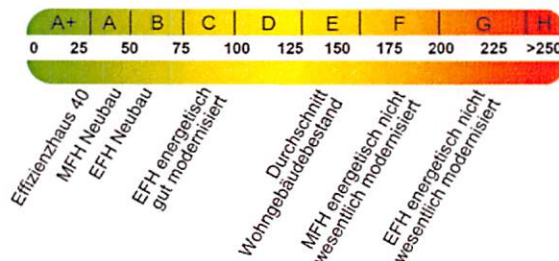 A+ A B C D E F G H
0 25 50 75 100 125 150 175 200 225 >250
Effizienzhaus 40
MFH Neubau
EFH Neubau
EFH energetisch
gut modernisiert
Durchschnitt
Wohngebäudebestand
MFH energetisch nicht
wesentlich modernisiert
EFH energetisch nicht
wesentlich modernisiert